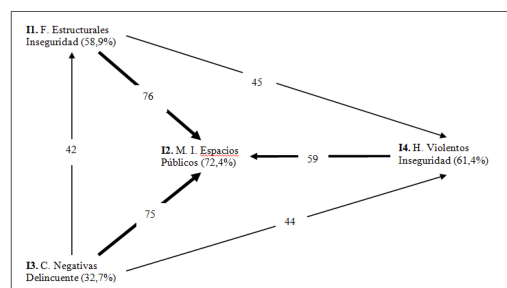 I1. F. Estructurales
Inseguridad (58,9%)
45
76
42
I2. M. I. Espacios
Públicos (72,4%)
59
I4. H. Violentos
Inseguridad (61,4%)
75
44
I3. C. Negativas
Delincuente (32,7%)